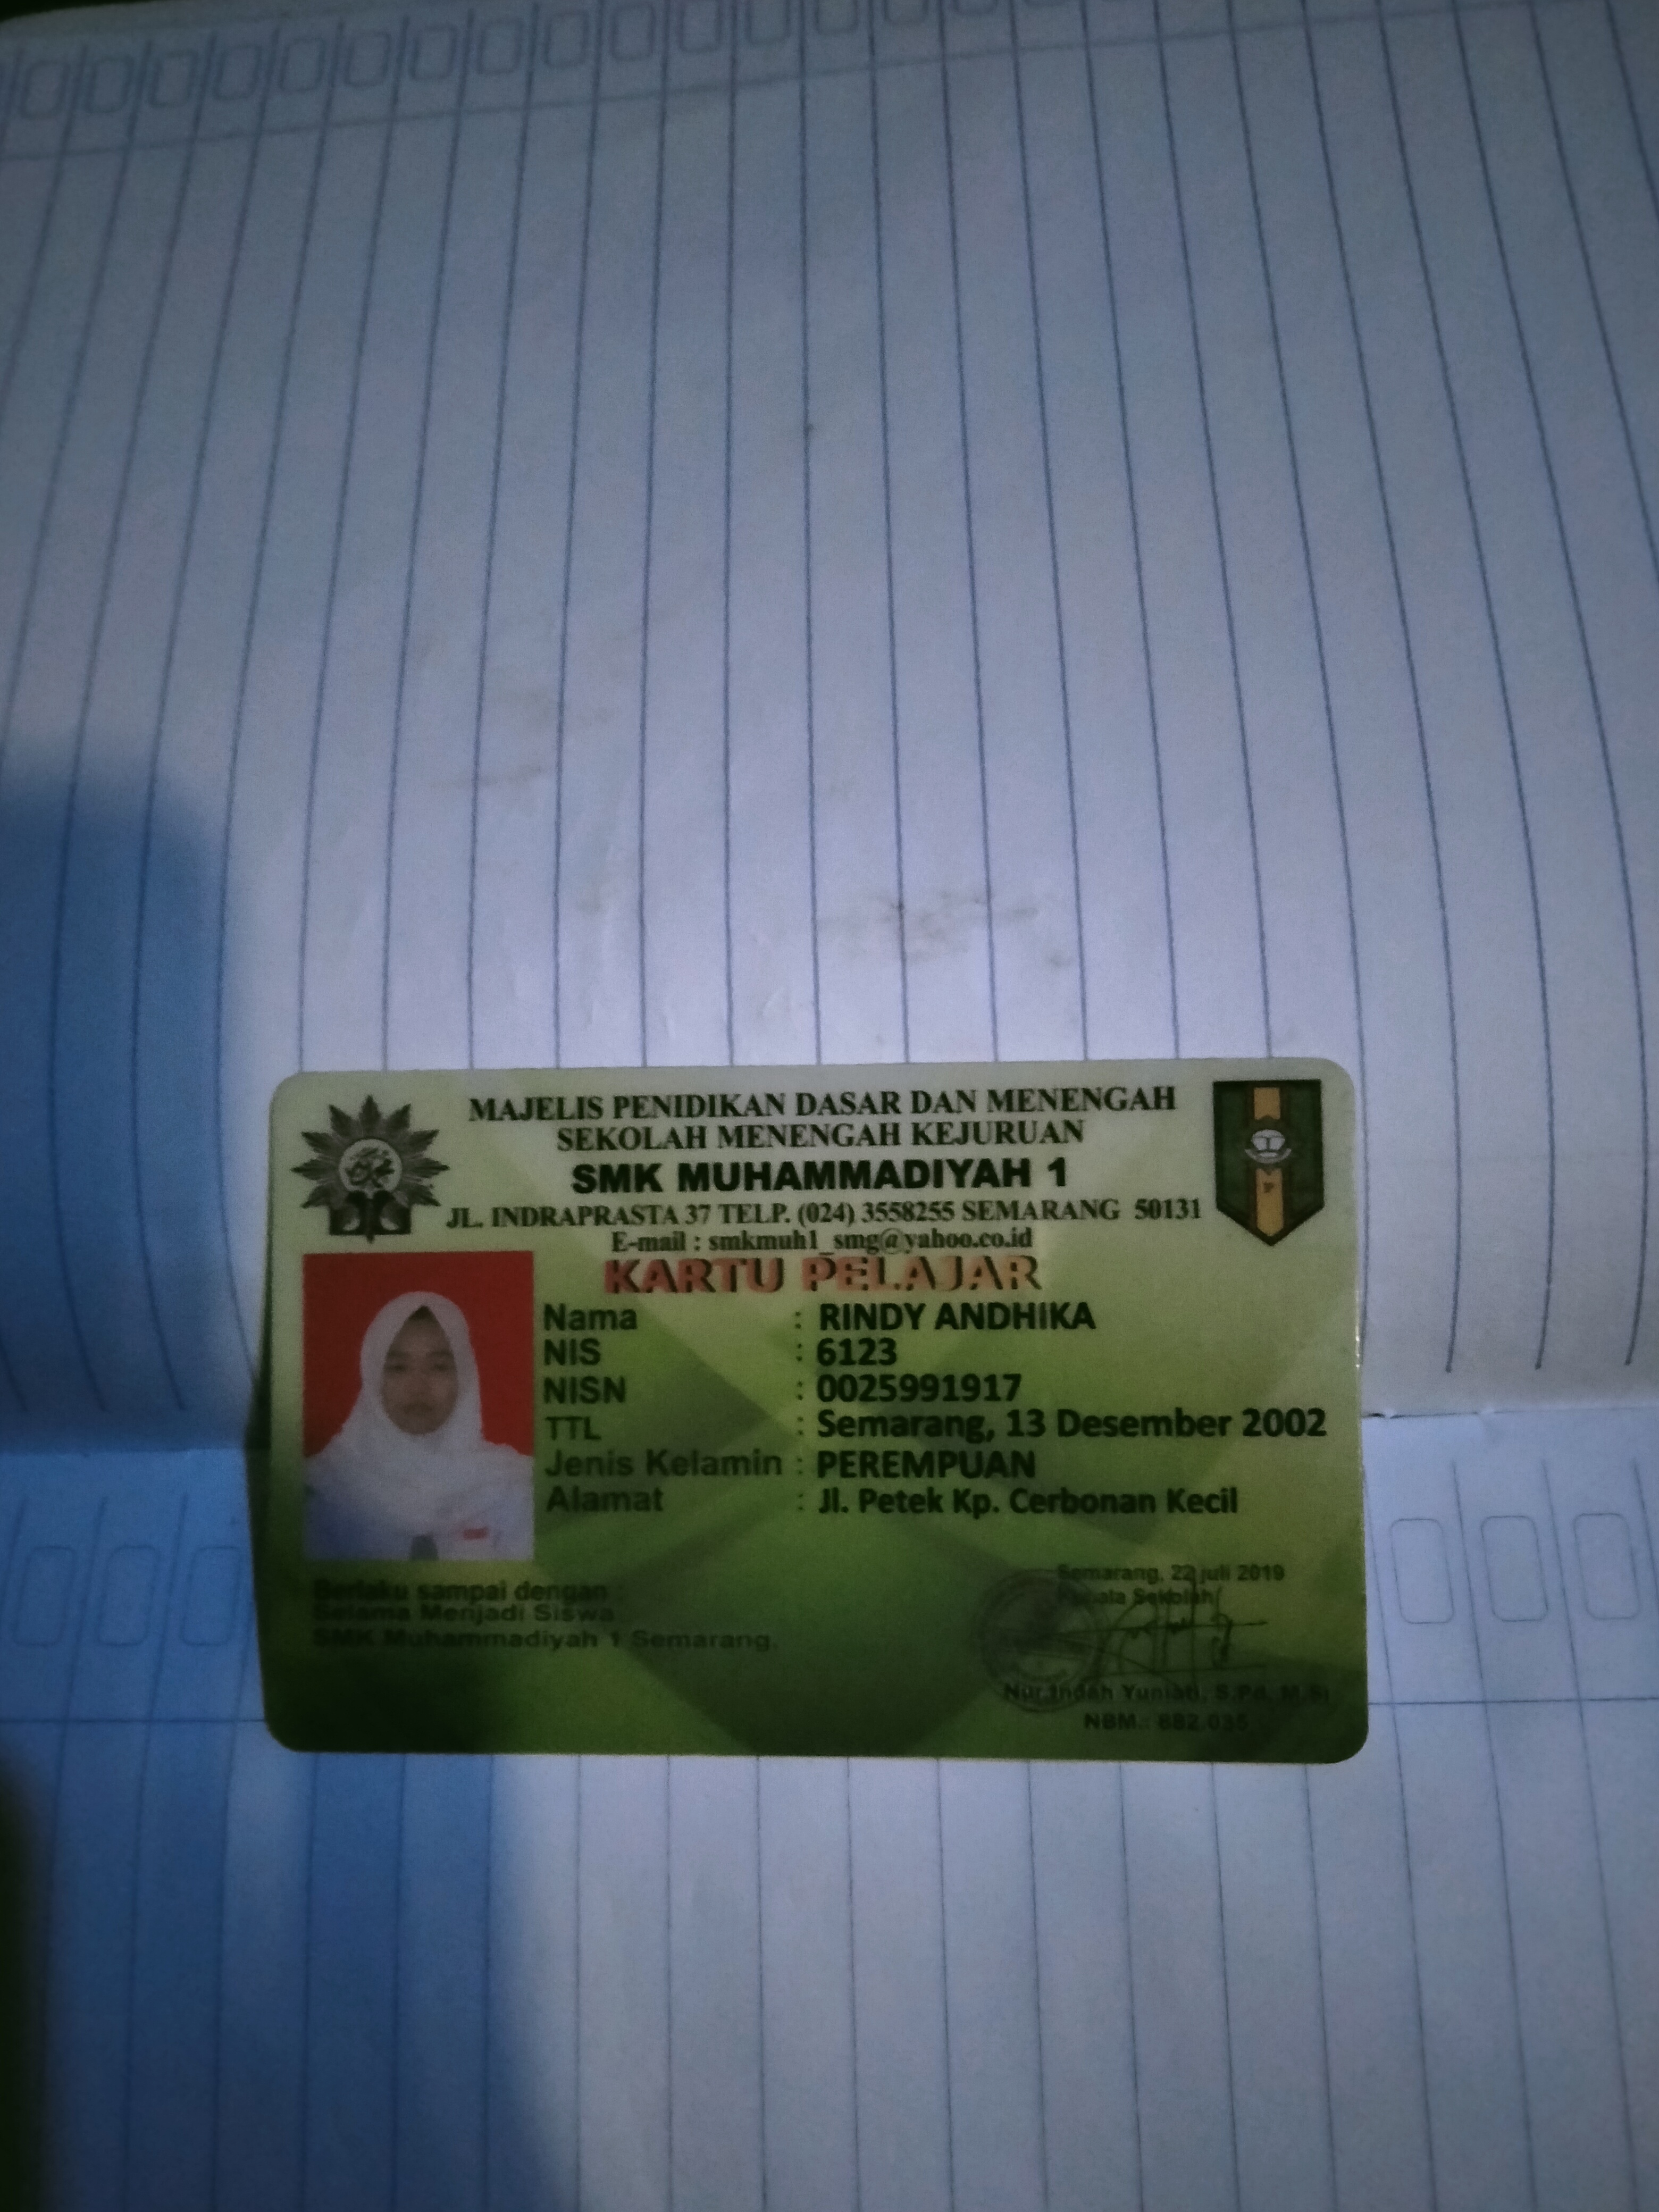 MAJELIS PENIDIKAN DASAR DAN MENENGAH
SEKOLAH MENENGAH KEJURUAN
SMK MUHAMMADIYAH 1
JL. INDRAPRASTA 37 TELP. (024) 3558255 SEMARANG 50131
E-mail : smkmuh1_smg@yahoo.co.id
KARTU PELAJAR
Nama : RINDY ANDHIKA
NIS : 6123
NISN : 0025991917
TTL : Semarang, 13 Desember 2002
Jenis Kelamin : PEREMPUAN
Alamat : Jl. Petek Kp. Cerbonan Kecil
Berlaku sampai dengan :
Selama Menjadi Siswa
SMK Muhammadiyah 1 Semarang.
Semarang, 22 juli 2019
Kepala Sekolah
Nur Indah Yuniati, S.Pd, M.Si
NBM.: 882.035